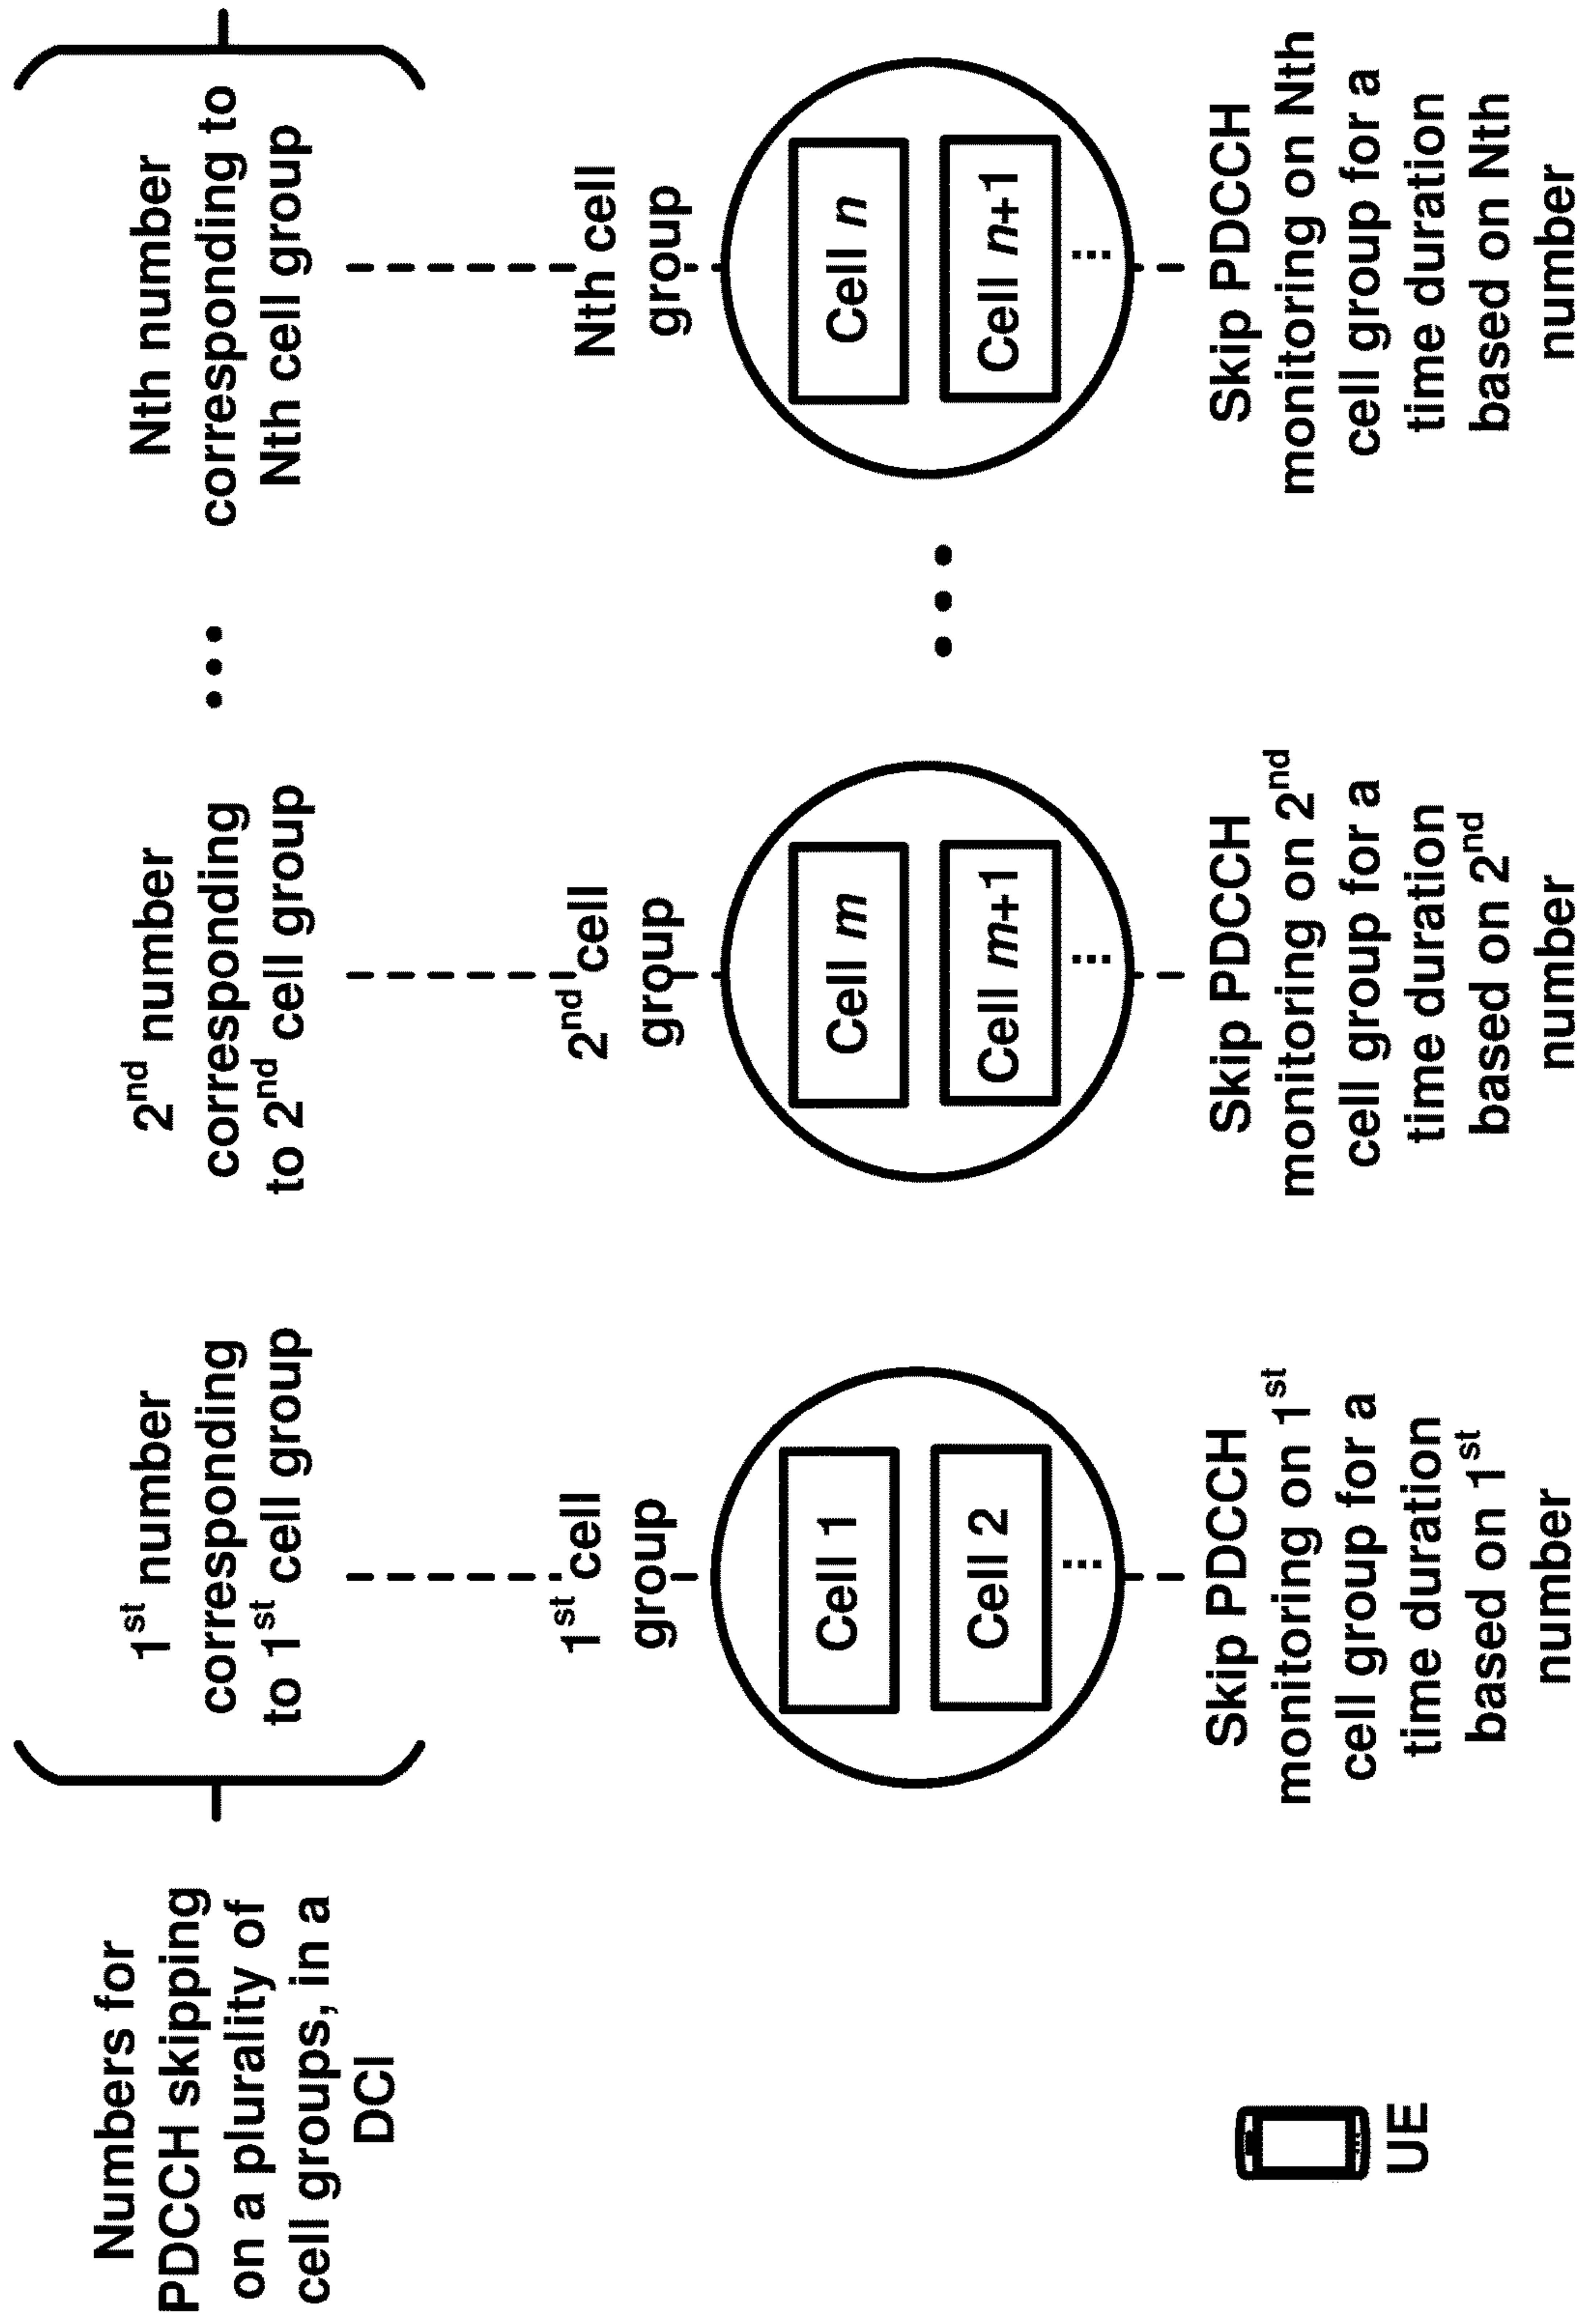 Numbers for
PDCCH skipping
on a plurality of
cell groups, in a
DCI
1st number
corresponding
to 1st cell group
2nd number
corresponding
to 2nd cell group
...
Nth number
corresponding to
Nth cell group
1st cell
group
Cell 1
Cell 2
...
2nd cell
group
Cell m
Cell m+1
...
...
Nth cell
group
Cell n
Cell n+1
...
UE
Skip PDCCH
monitoring on 1st
cell group for a
time duration
based on 1st
number
Skip PDCCH
monitoring on 2nd
cell group for a
time duration
based on 2nd
number
Skip PDCCH
monitoring on Nth
cell group for a
time duration
based on Nth
number